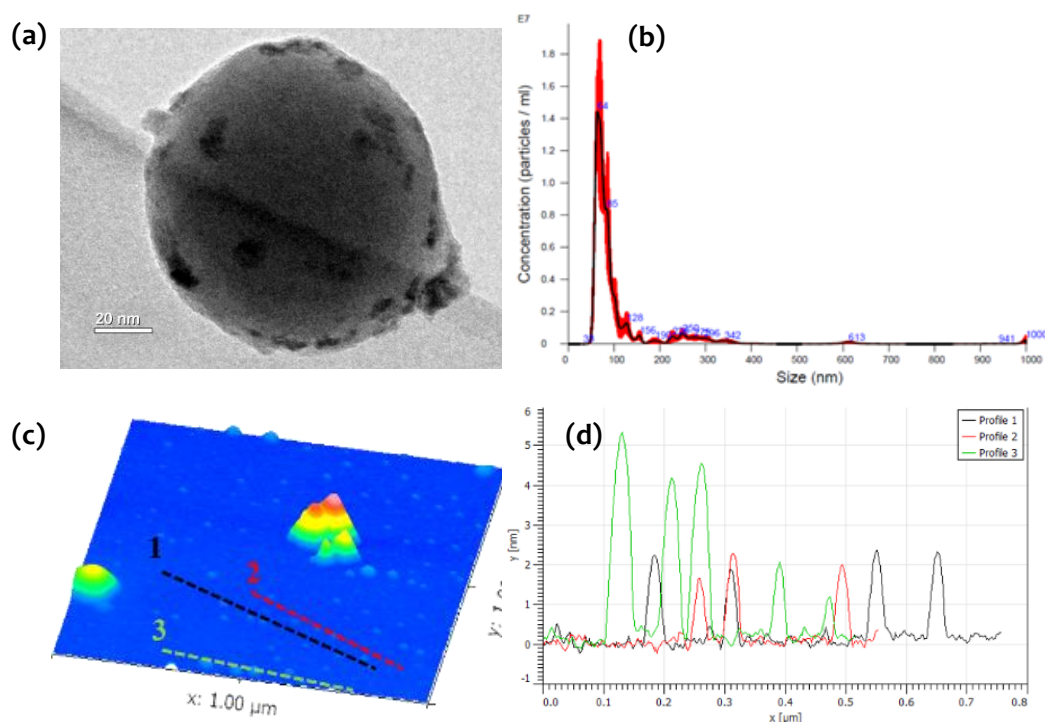 (a)
20 nm
(b)
E7
Concentration (particles / ml)
1.8
1.6
1.4
1.2
1.0
0.8
0.6
0.4
0.2
0
64
128
156
342
613
941
1000
0 100 200 300 400 500 600 700 800 900 1000
Size (nm)
(c)
1
2
3
x: 1.00 µm
(d)
Profile 1
Profile 2
Profile 3
y [nm]
6
5
4
3
2
1
0
-1
0.0 0.1 0.2 0.3 0.4 0.5 0.6 0.7 0.8
x [µm]